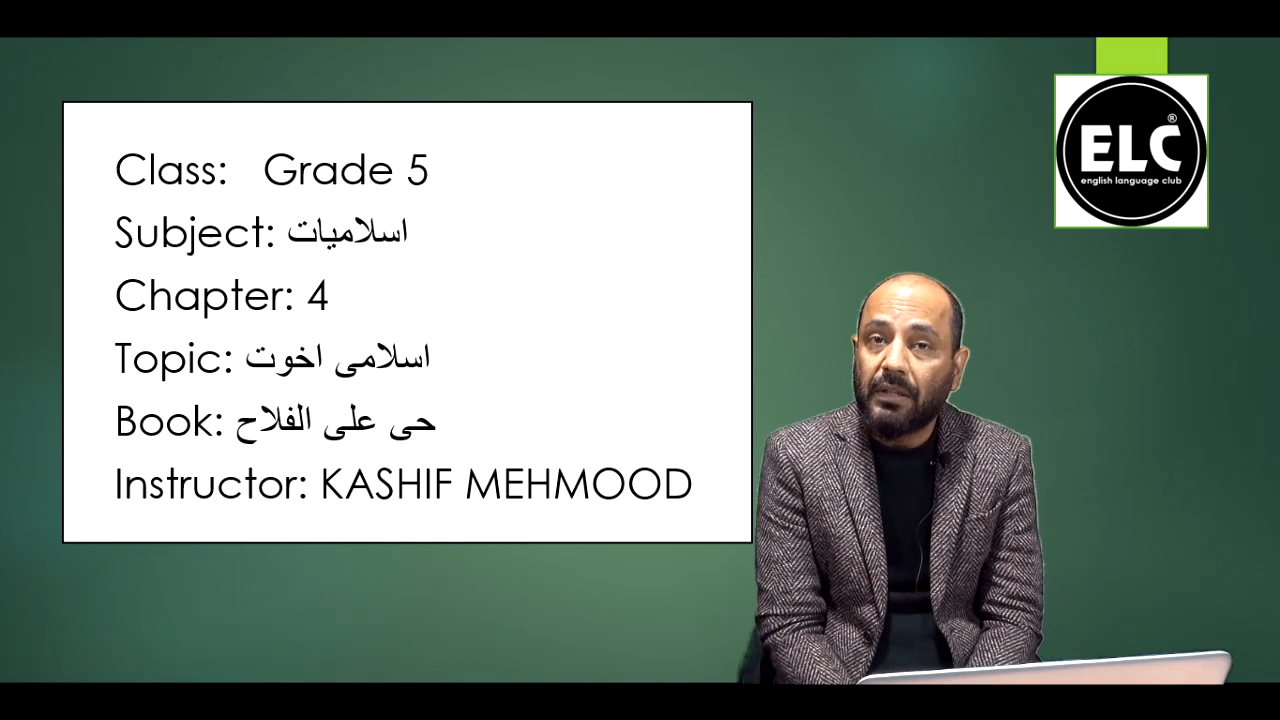 Class: Grade 5
Subject: اسلامیات
Chapter: 4
Topic: اسلامی اخوت
Book: حی علی الفلاح
Instructor: KASHIF MEHMOOD
ELC®
english language club